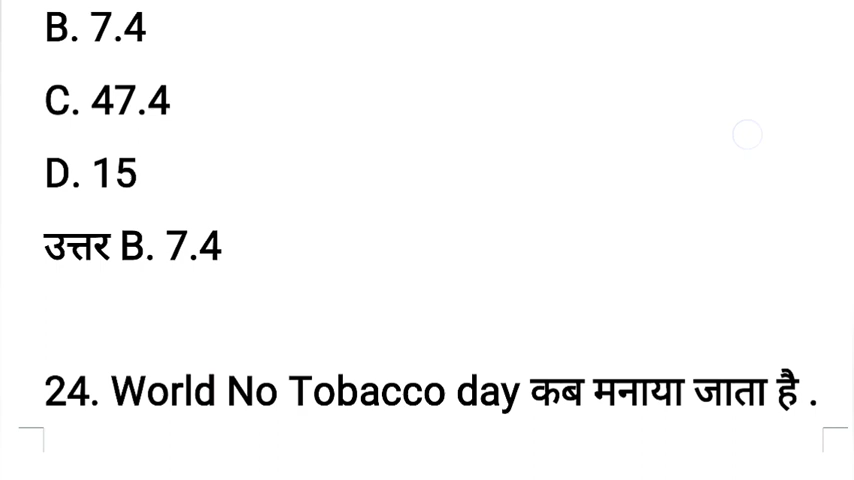 B. 7.4
C. 47.4
D. 15
उत्तर B. 7.4
24. World No Tobacco day कब मनाया जाता है .